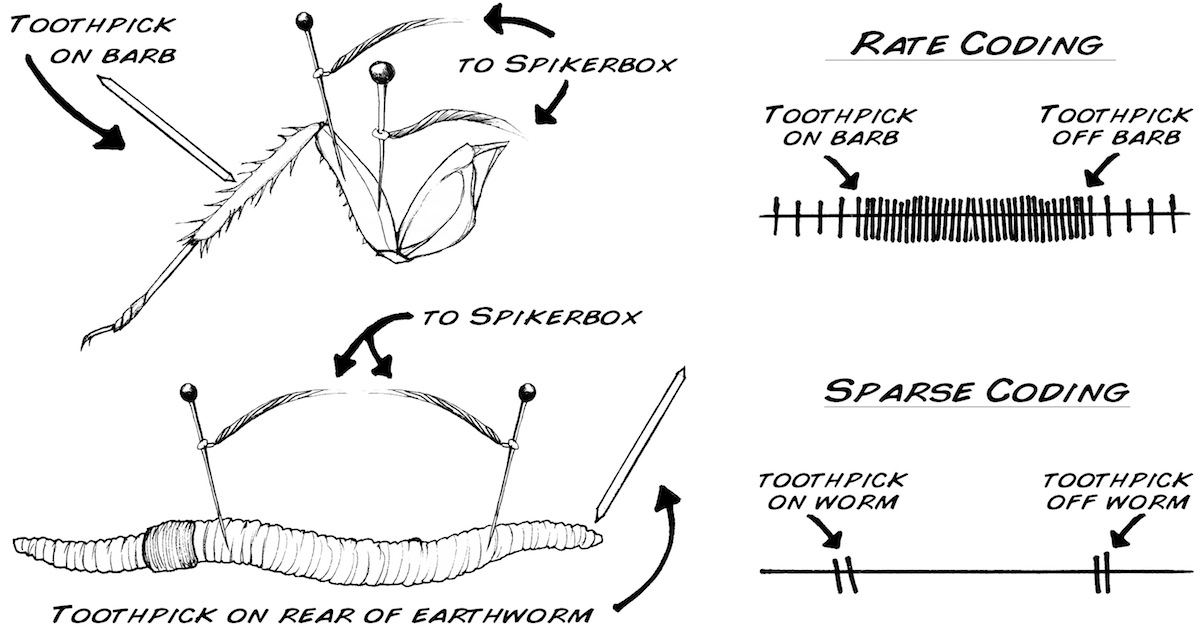 TOOTHPICK
ON BARB
TO SPIKERBOX
RATE CODING
TOOTHPICK
ON BARB
TOOTHPICK
OFF BARB
TO SPIKERBOX
SPARSE CODING
TOOTHPICK
ON WORM
TOOTHPICK
OFF WORM
TOOTHPICK ON REAR OF EARTHWORM